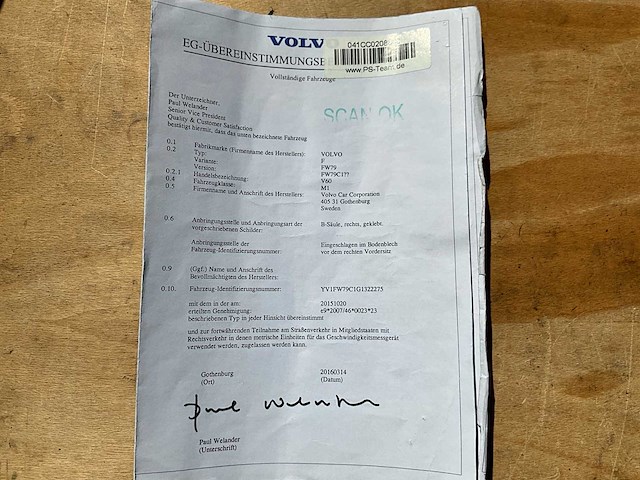 VOLV
041CC0208
EG-ÜBEREINSTIMMUNGSBE
www.PS-Team.de
Vollständige Fahrzeuge
SCAN OK
Der Unterzeichner,
Paul Welander
Senior Vice President
Quality & Customer Satisfaction
bestätigt hiermit, dass das unten bezeichnete Fahrzeug
0.1 Fabrikmarke (Firmenname des Herstellers): VOLVO
0.2 Typ: F
Variante: FW79
Version: FW79C1??
0.2.1 Handelsbezeichnung: V60
0.4 Fahrzeugklasse: M1
0.5 Firmenname und Anschrift des Herstellers: Volvo Car Corporation
405 31 Gothenburg
Sweden
0.6 Anbringungsstelle und Anbringungsart der vorgeschriebenen Schilder: B-Säule, rechts, geklebt.
Anbringungsstelle der Eingeschlagen im Bodenblech
Fahrzeug-Identifizierungsnummer: vor dem rechten Vordersitz
0.9 (Ggf.) Name und Anschrift des
Bevollmächtigten des Herstellers:
0.10. Fahrzeug-Identifizierungsnummer: YV1FW79C1G1322275
mit dem in der am: 20151020
erteilten Genehmigung: e9*2007/46*0023*23
beschriebenen Typ in jeder Hinsicht übereinstimmt
und zur fortwährenden Teilnahme am Straßenverkehr in Mitgliedstaaten mit
Rechtsverkehr in denen metrische Einheiten für das Geschwindigkeitsmessgerät
verwendet werden, zugelassen werden kann.
Gothenburg 20160314
(Ort) (Datum)
Paul Welander
Paul Welander
(Unterschrift)